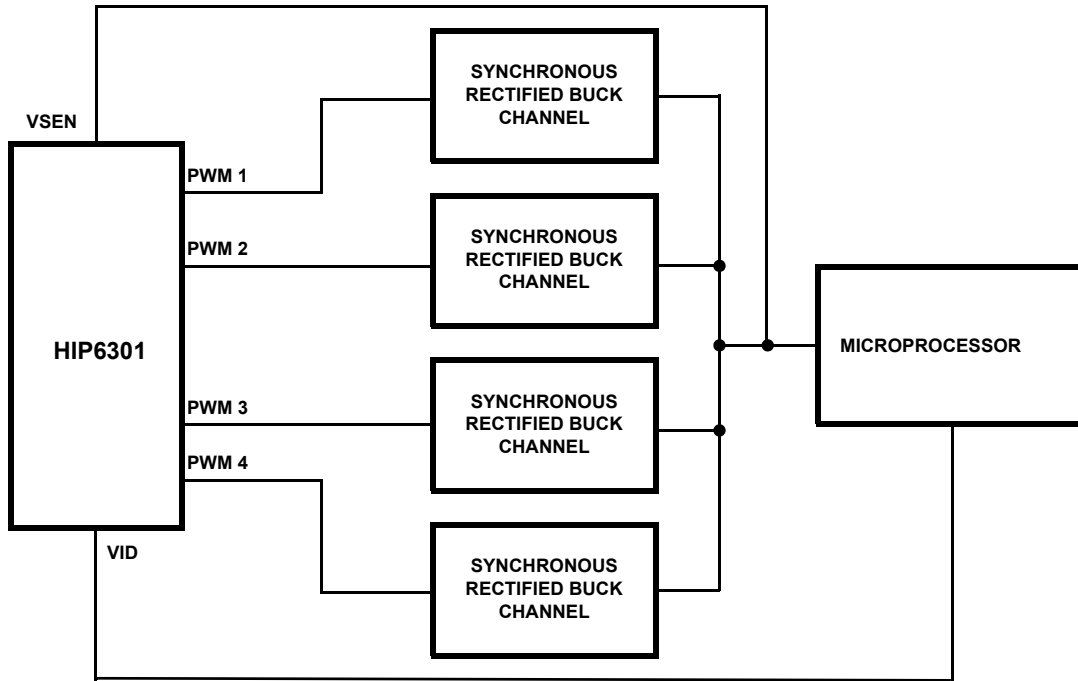 SYNCHRONOUS
RECTIFIED BUCK
CHANNEL
VSEN
PWM 1
SYNCHRONOUS
RECTIFIED BUCK
CHANNEL
PWM 2
HIP6301
MICROPROCESSOR
SYNCHRONOUS
RECTIFIED BUCK
CHANNEL
PWM 3
PWM 4
SYNCHRONOUS
RECTIFIED BUCK
CHANNEL
VID